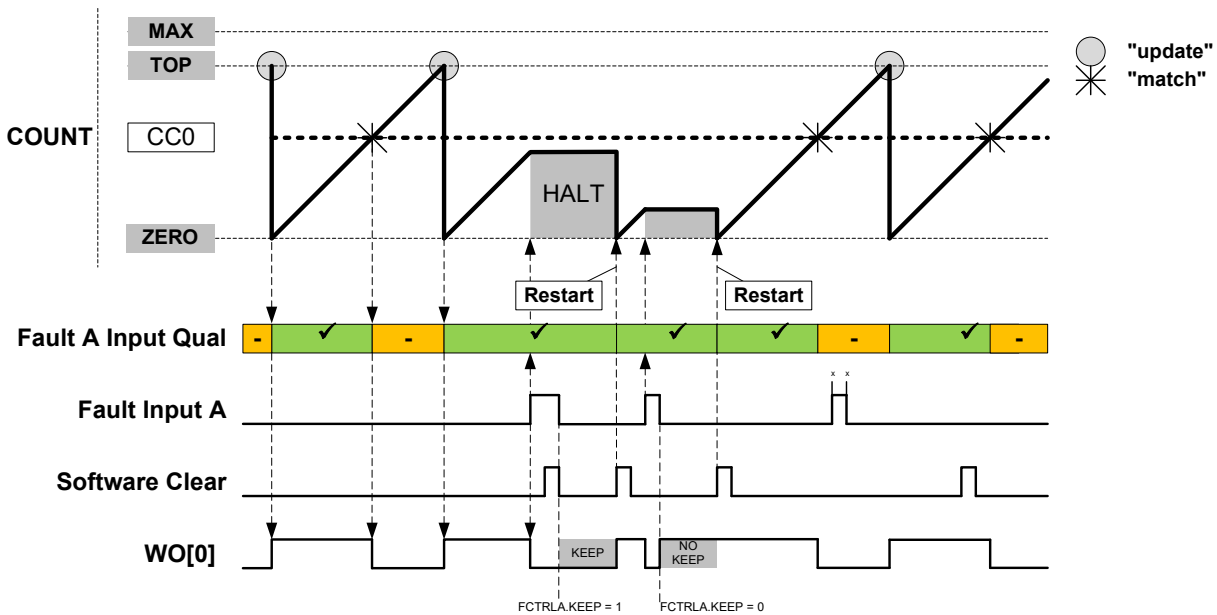 MAX
TOP
COUNT
CC0
ZERO
"update"
"match"
HALT
Restart
Restart
Fault A Input Qual
- ✓ - ✓ ✓ ✓ - ✓ -
x x
Fault Input A
Software Clear
WO[0]
KEEP
NO
KEEP
FCTRLA.KEEP = 1
FCTRLA.KEEP = 0